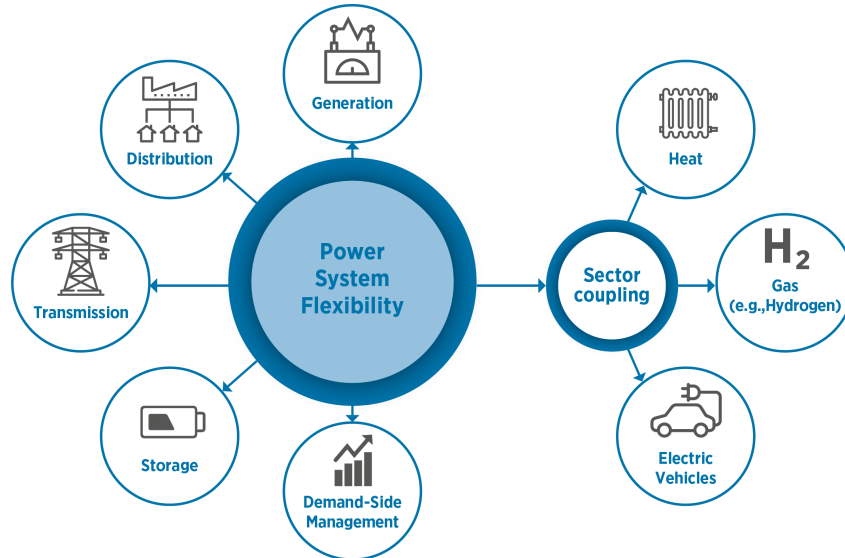 Generation
Distribution
Heat
Power
System
Flexibility
Transmission
Sector
coupling
H₂
Gas
(e.g.,Hydrogen)
Storage
Demand-Side
Management
Electric
Vehicles